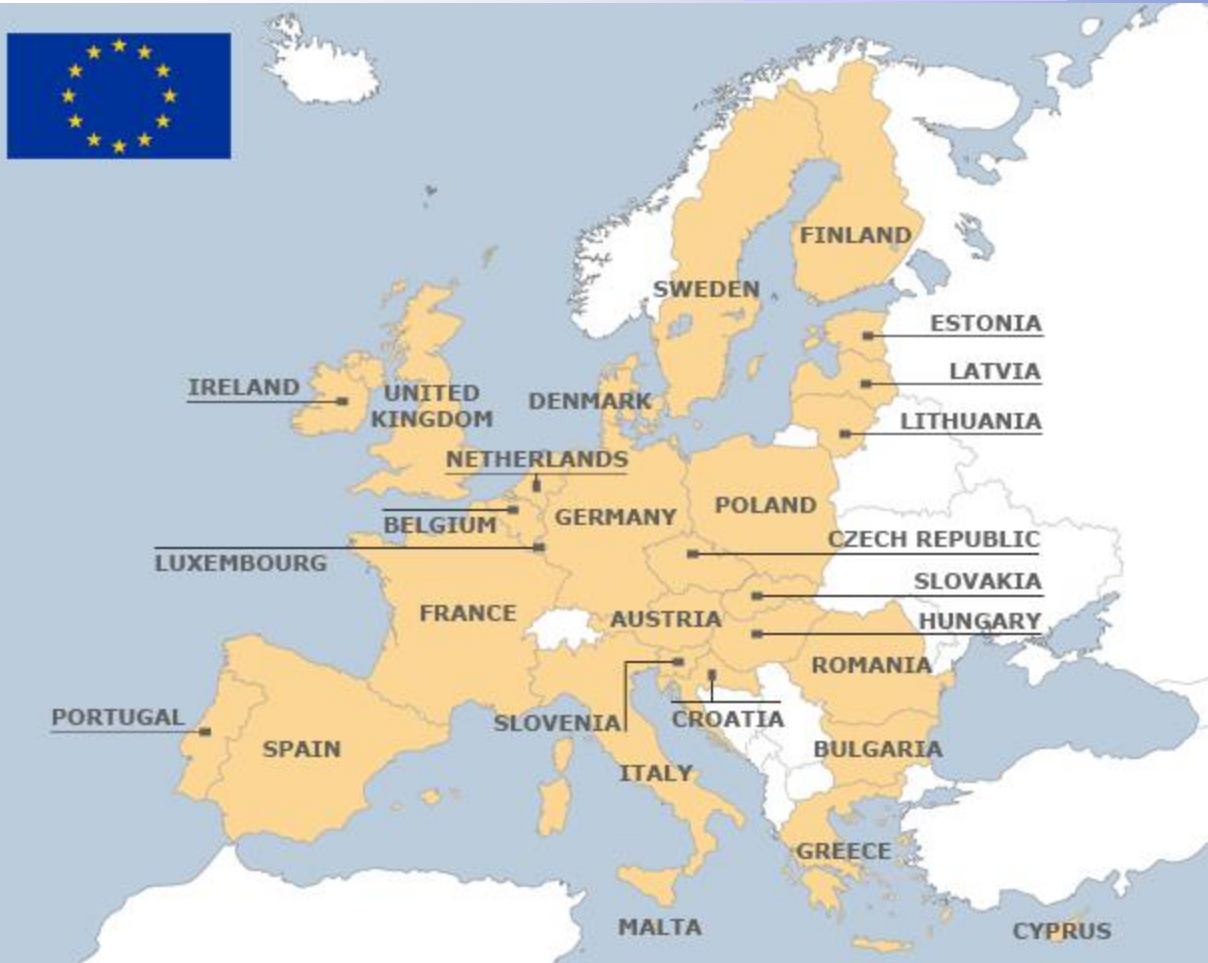 FINLAND
SWEDEN
ESTONIA
LATVIA
IRELAND
UNITED
KINGDOM
DENMARK
LITHUANIA
NETHERLANDS
POLAND
BELGIUM
GERMANY
CZECH REPUBLIC
LUXEMBOURG
SLOVAKIA
FRANCE
AUSTRIA
HUNGARY
ROMANIA
PORTUGAL
SLOVENIA
CROATIA
SPAIN
BULGARIA
ITALY
GREECE
MALTA
CYPRUS